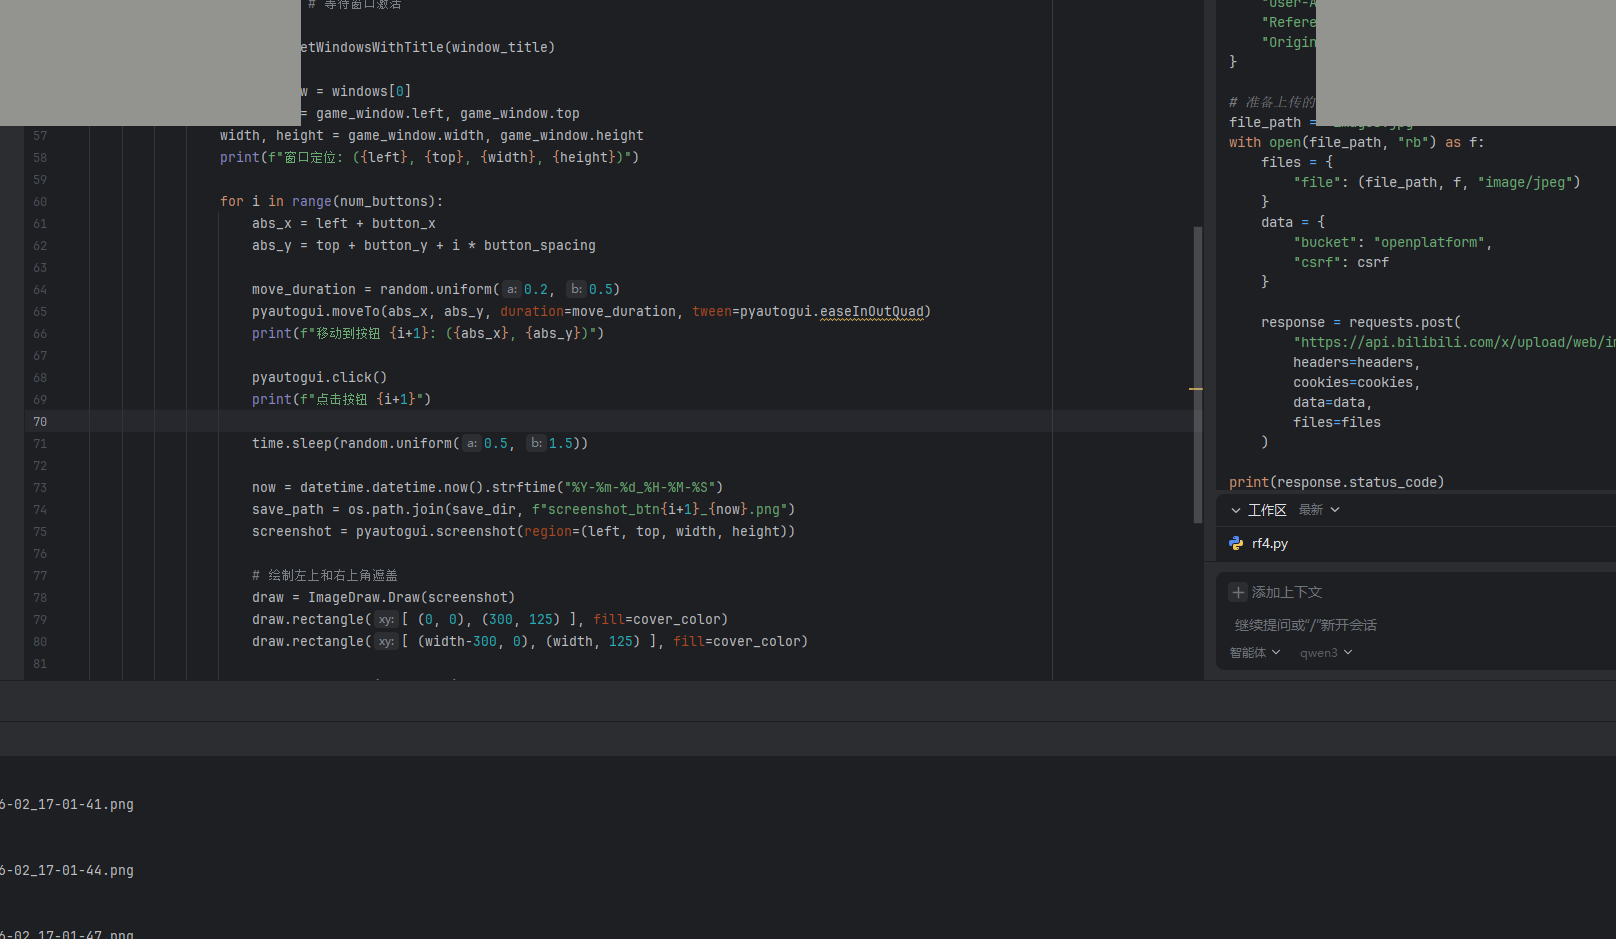 # 等待窗口激活
etWindowsWithTitle(window_title)
w = windows[0]
= game_window.left, game_window.top
57 width, height = game_window.width, game_window.height
58 print(f"窗口定位: ({left}, {top}, {width}, {height})")
59
60 for i in range(num_buttons):
61 abs_x = left + button_x
62 abs_y = top + button_y + i * button_spacing
63
64 move_duration = random.uniform( a: 0.2, b: 0.5)
65 pyautogui.moveTo(abs_x, abs_y, duration=move_duration, tween=pyautogui.easeInOutQuad)
66 print(f"移动到按钮 {i+1}: ({abs_x}, {abs_y})")
67
68 pyautogui.click()
69 print(f"点击按钮 {i+1}")
70
71 time.sleep(random.uniform( a: 0.5, b: 1.5))
72
73 now = datetime.datetime.now().strftime("%Y-%m-%d_%H-%M-%S")
74 save_path = os.path.join(save_dir, f"screenshot_btn{i+1}_{now}.png")
75 screenshot = pyautogui.screenshot(region=(left, top, width, height))
76
77 # 绘制左上和右上角遮盖
78 draw = ImageDraw.Draw(screenshot)
79 draw.rectangle( xy: [ (0, 0), (300, 125) ], fill=cover_color)
80 draw.rectangle( xy: [ (width-300, 0), (width, 125) ], fill=cover_color)
81
"User-A
"Refere
"Origin
}
# 准备上传的
file_path =
with open(file_path, "rb") as f:
files = {
"file": (file_path, f, "image/jpeg")
}
data = {
"bucket": "openplatform",
"csrf": csrf
}
response = requests.post(
"https://api.bilibili.com/x/upload/web/im
headers=headers,
cookies=cookies,
data=data,
files=files
)
print(response.status_code)
工作区 最新
rf4.py
添加上下文
继续提问或“/”新开会话
智能体 qwen3
6-02_17-01-41.png
6-02_17-01-44.png
6-02_17-01-47.png